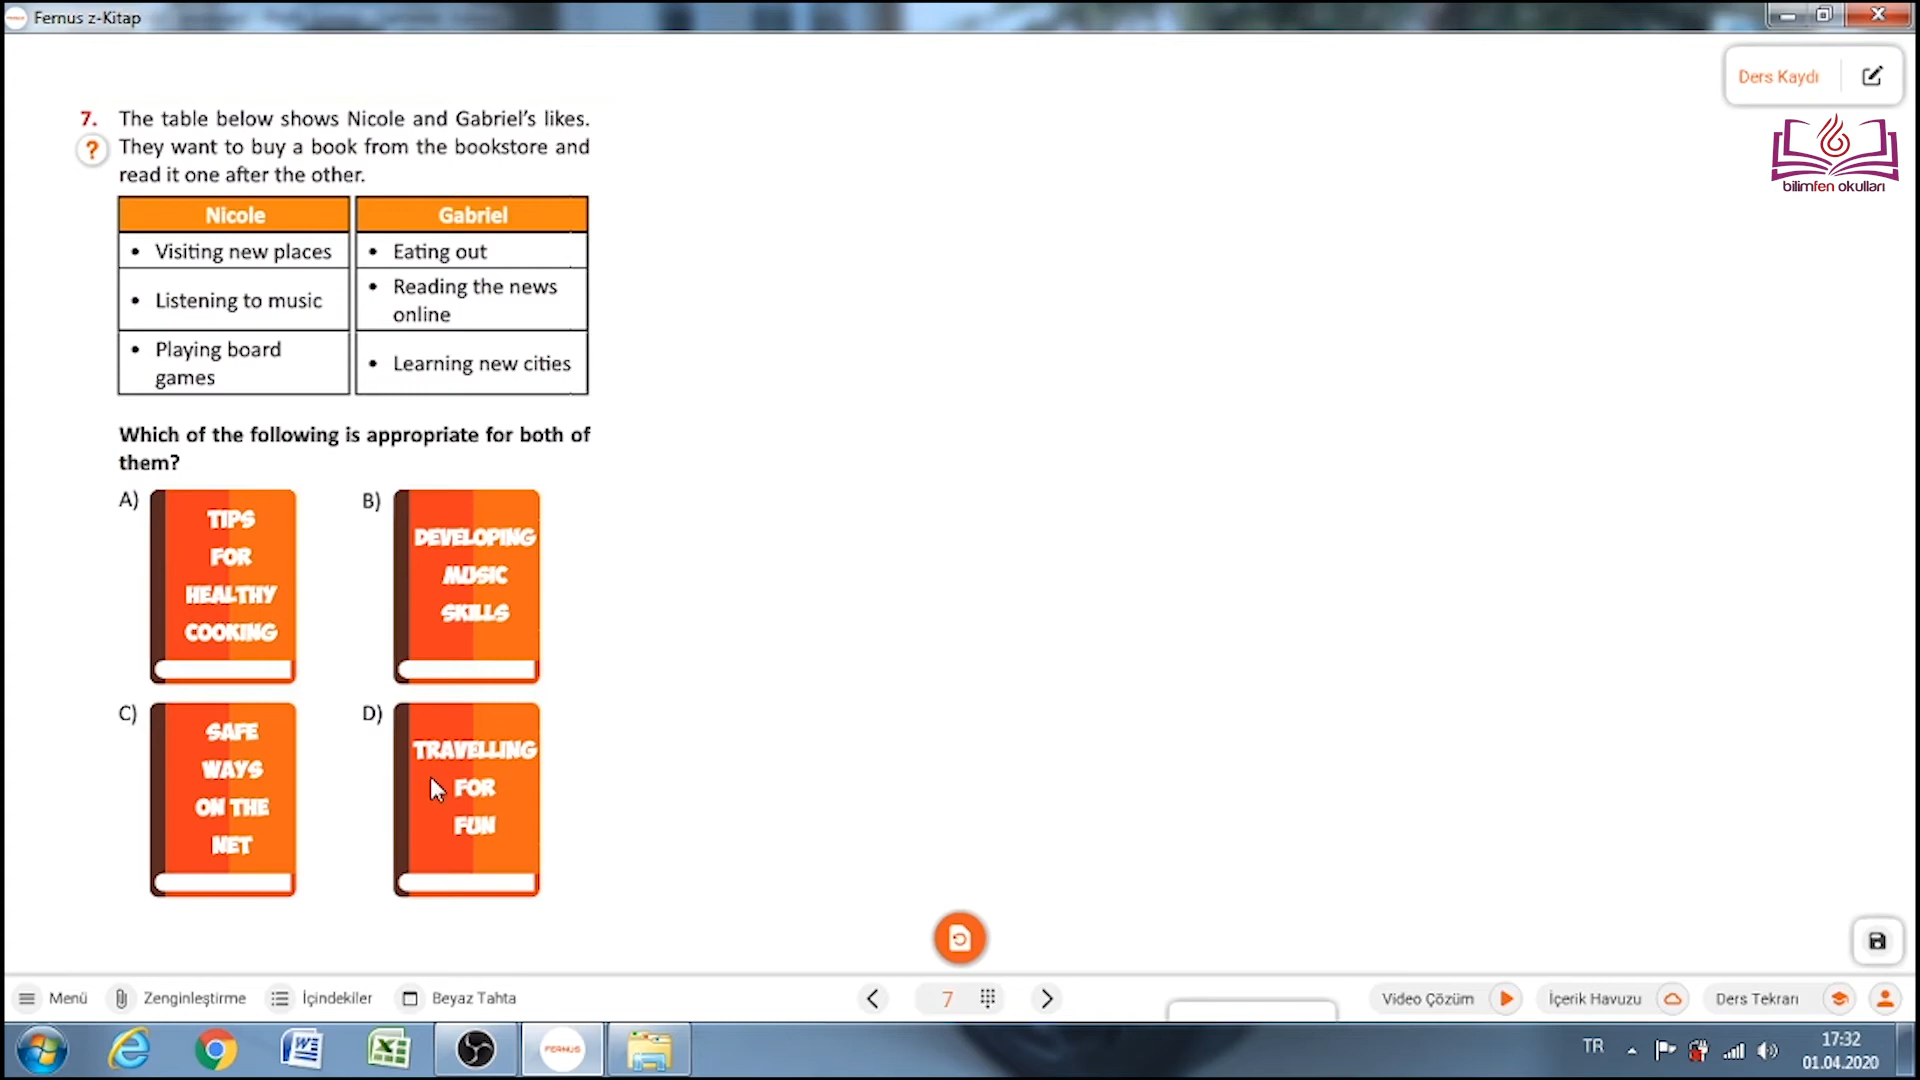 Fernus z-Kitap
Ders Kaydı
bilimfen okulları
7. The table below shows Nicole and Gabriel's likes.
? They want to buy a book from the bookstore and
read it one after the other.
Nicole
Gabriel
• Visiting new places
• Eating out
• Listening to music
• Reading the news
online
• Playing board
games
• Learning new cities
Which of the following is appropriate for both of
them?
A)
TIPS
FOR
HEALTHY
COOKING
B)
DEVELOPING
MUSIC
SKILLS
C)
SAFE
WAYS
ON THE
NET
D)
TRAVELLING
FOR
FUN
Menü
Zenginleştirme
İçindekiler
Beyaz Tahta
7
Video Çözüm
İçerik Havuzu
Ders Tekrarı
FERNUS
TR
17:32
01.04.2020